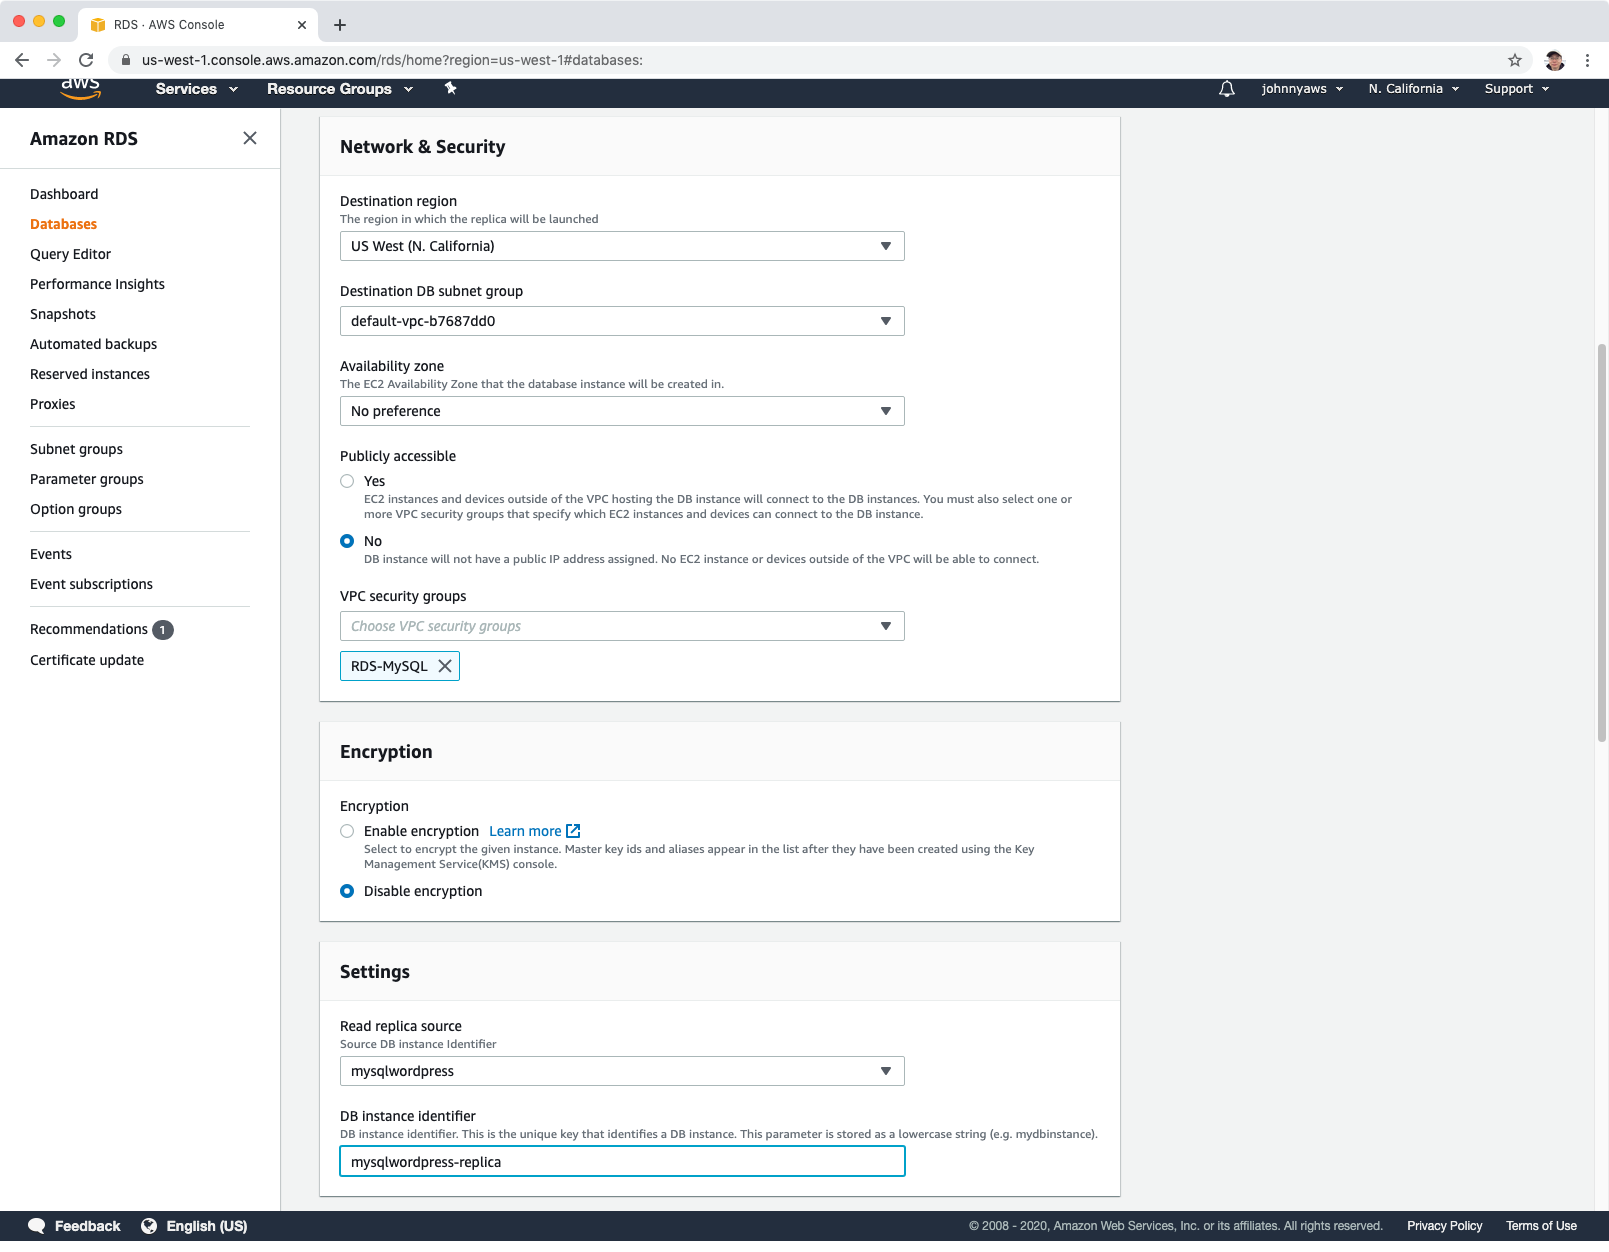 RDS · AWS Console
us-west-1.console.aws.amazon.com/rds/home?region=us-west-1#databases:
aws Services Resource Groups johnnyaws N. California Support
Amazon RDS
Dashboard
Databases
Query Editor
Performance Insights
Snapshots
Automated backups
Reserved instances
Proxies
Subnet groups
Parameter groups
Option groups
Events
Event subscriptions
Recommendations 1
Certificate update
Network & Security
Destination region
The region in which the replica will be launched
US West (N. California)
Destination DB subnet group
default-vpc-b7687dd0
Availability zone
The EC2 Availability Zone that the database instance will be created in.
No preference
Publicly accessible
Yes
EC2 instances and devices outside of the VPC hosting the DB instance will connect to the DB instances. You must also select one or
more VPC security groups that specify which EC2 instances and devices can connect to the DB instance.
No
DB instance will not have a public IP address assigned. No EC2 instance or devices outside of the VPC will be able to connect.
VPC security groups
Choose VPC security groups
RDS-MySQL
Encryption
Encryption
Enable encryption Learn more
Select to encrypt the given instance. Master key ids and aliases appear in the list after they have been created using the Key
Management Service(KMS) console.
Disable encryption
Settings
Read replica source
Source DB instance Identifier
mysqlwordpress
DB instance identifier
DB instance identifier. This is the unique key that identifies a DB instance. This parameter is stored as a lowercase string (e.g. mydbinstance).
mysqlwordpress-replica
Feedback English (US) © 2008 - 2020, Amazon Web Services, Inc. or its affiliates. All rights reserved. Privacy Policy Terms of Use